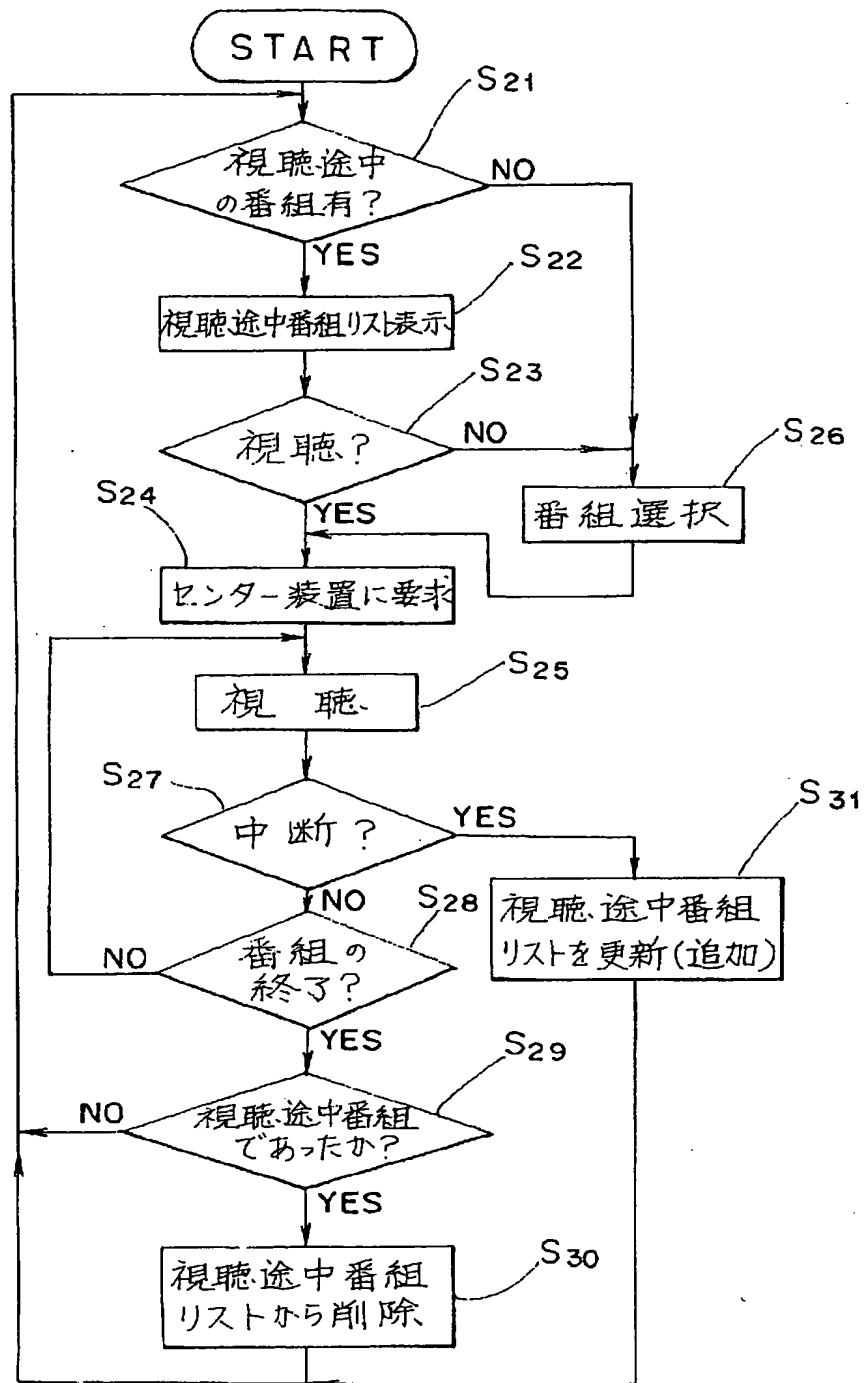 START
S21
視聴途中
の番組有?
NO
YES
S22
視聴途中番組リスト表示
S23
視聴?
NO
S26
S24
YES
番組選択
センター装置に要求
S25
視聴
S27
中断?
YES
S31
NO
S28
視聴途中番組
リストを更新(追加)
番組の
終了?
NO
YES
S29
視聴途中番組
であったか?
NO
YES
S30
視聴途中番組
リストから削除